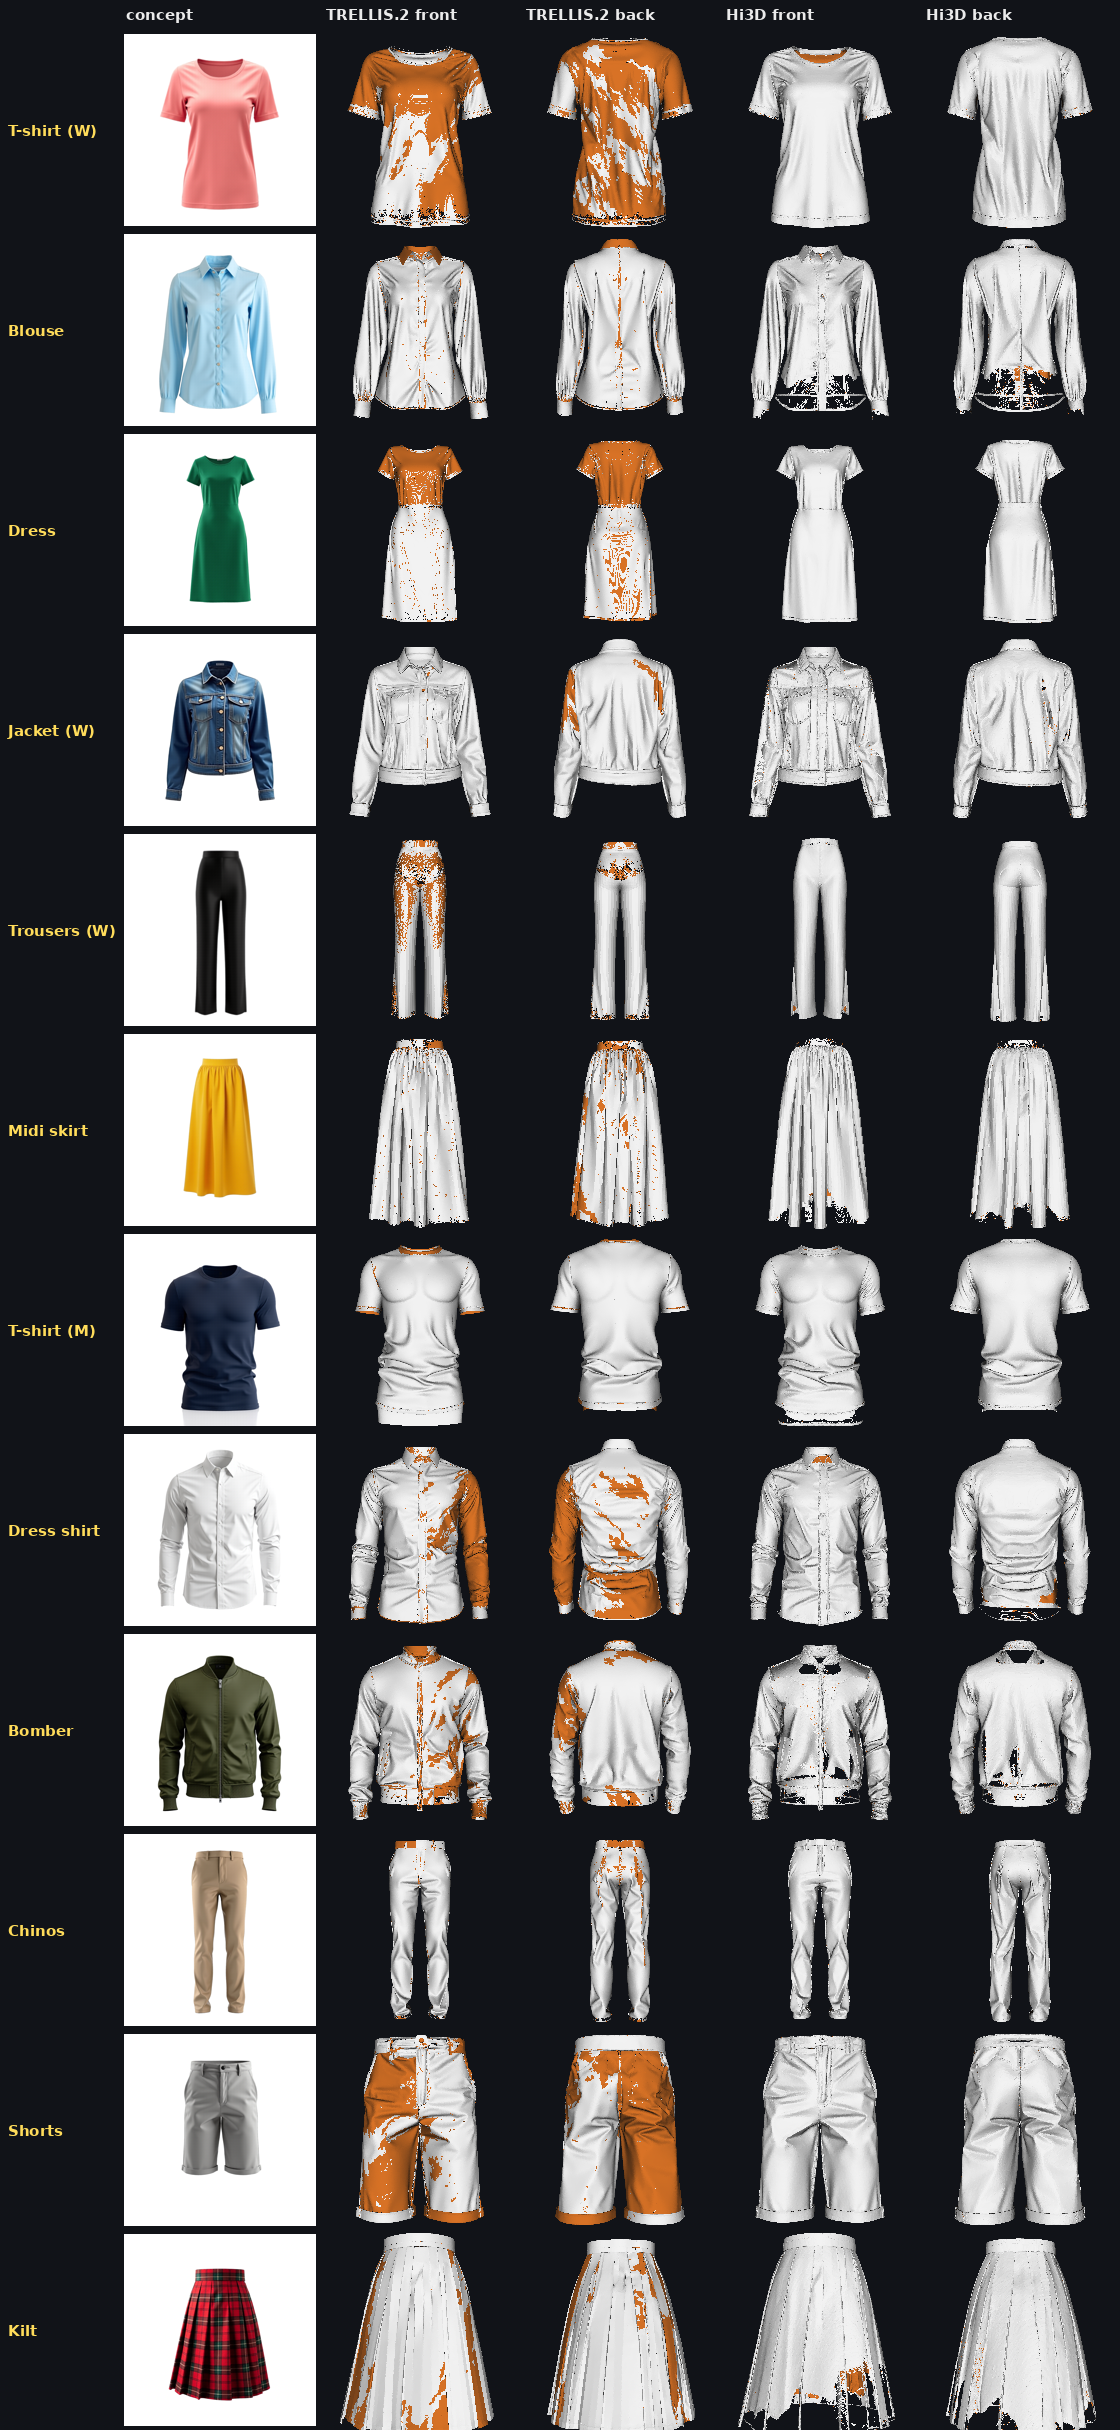 concept TRELLIS.2 front TRELLIS.2 back Hi3D front Hi3D back
T-shirt (W)
Blouse
Dress
Jacket (W)
Trousers (W)
Midi skirt
T-shirt (M)
Dress shirt
Bomber
Chinos
Shorts
Kilt